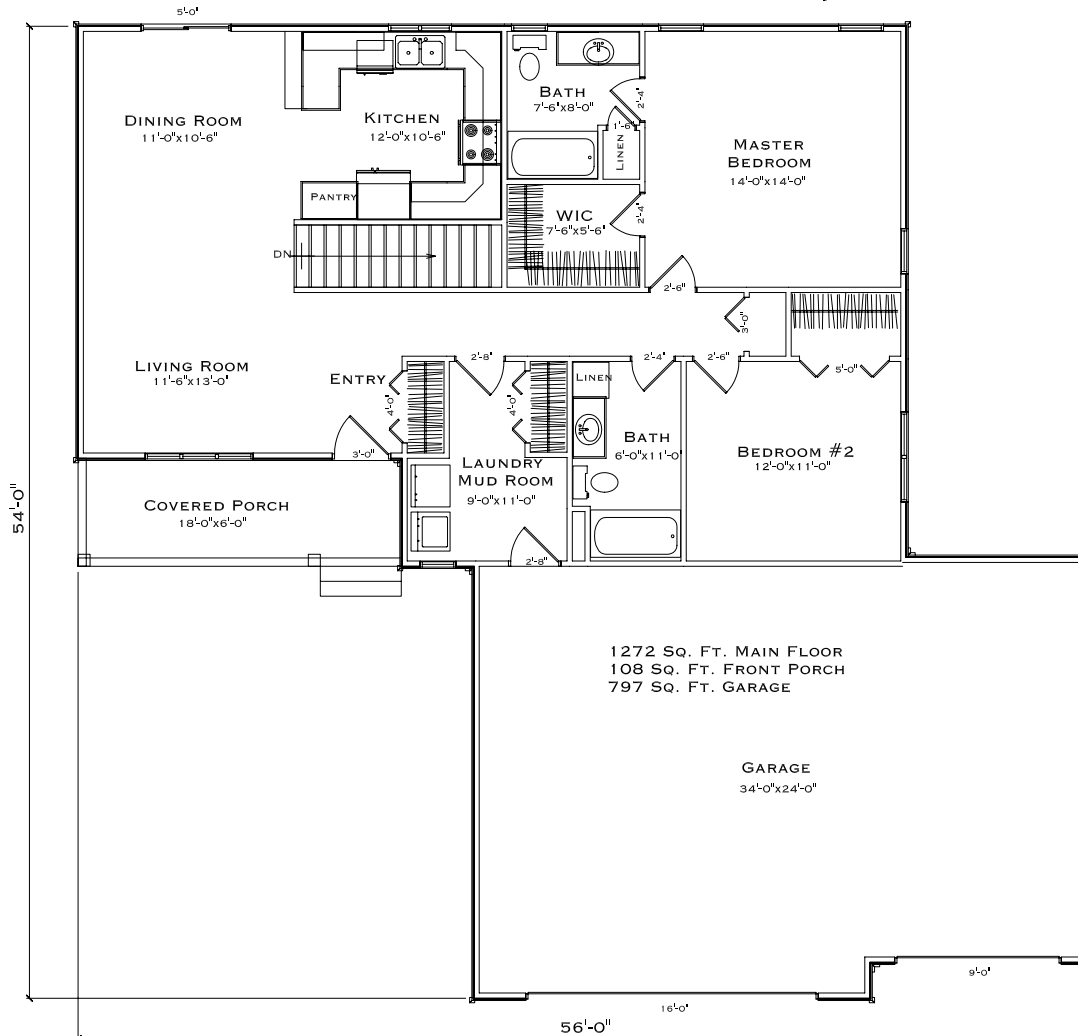 5'-0"
DINING ROOM
11'-0"x10'-6"
KITCHEN
12'-0"x10'-6"
PANTRY
BATH
7'-6"x8'-0"
2'-4"
1'-6"
LINEN
MASTER
BEDROOM
14'-0"x14'-0"
WIC
7'-6"x5'-6"
2'-4"
DN
2'-6"
3'-0"
LIVING ROOM
11'-6"x13'-0"
ENTRY
4'-0"
3'-0"
2'-8"
4'-0"
2'-4"
2'-6"
5'-0"
LINEN
BATH
6'-0"x11'-0"
BEDROOM #2
12'-0"x11'-0"
LAUNDRY
MUD ROOM
9'-0"x11'-0"
2'-8"
COVERED PORCH
18'-0"x6'-0"
54'-0"
1272 SQ. FT. MAIN FLOOR
108 SQ. FT. FRONT PORCH
797 SQ. FT. GARAGE
GARAGE
34'-0"x24'-0"
9'-0"
16'-0"
56'-0"